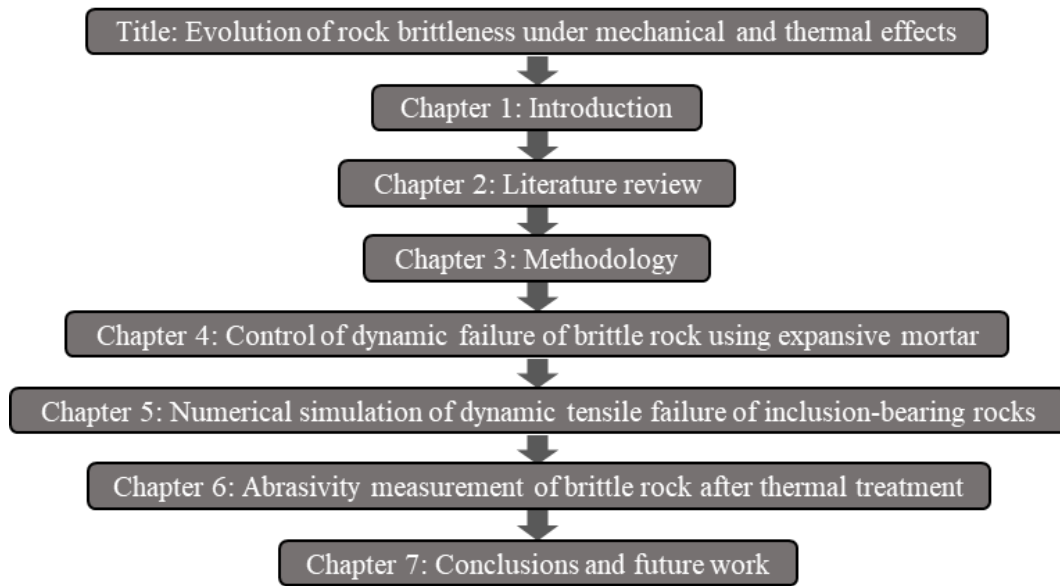 Title: Evolution of rock brittleness under mechanical and thermal effects
Chapter 1: Introduction
Chapter 2: Literature review
Chapter 3: Methodology
Chapter 4: Control of dynamic failure of brittle rock using expansive mortar
Chapter 5: Numerical simulation of dynamic tensile failure of inclusion-bearing rocks
Chapter 6: Abrasivity measurement of brittle rock after thermal treatment
Chapter 7: Conclusions and future work